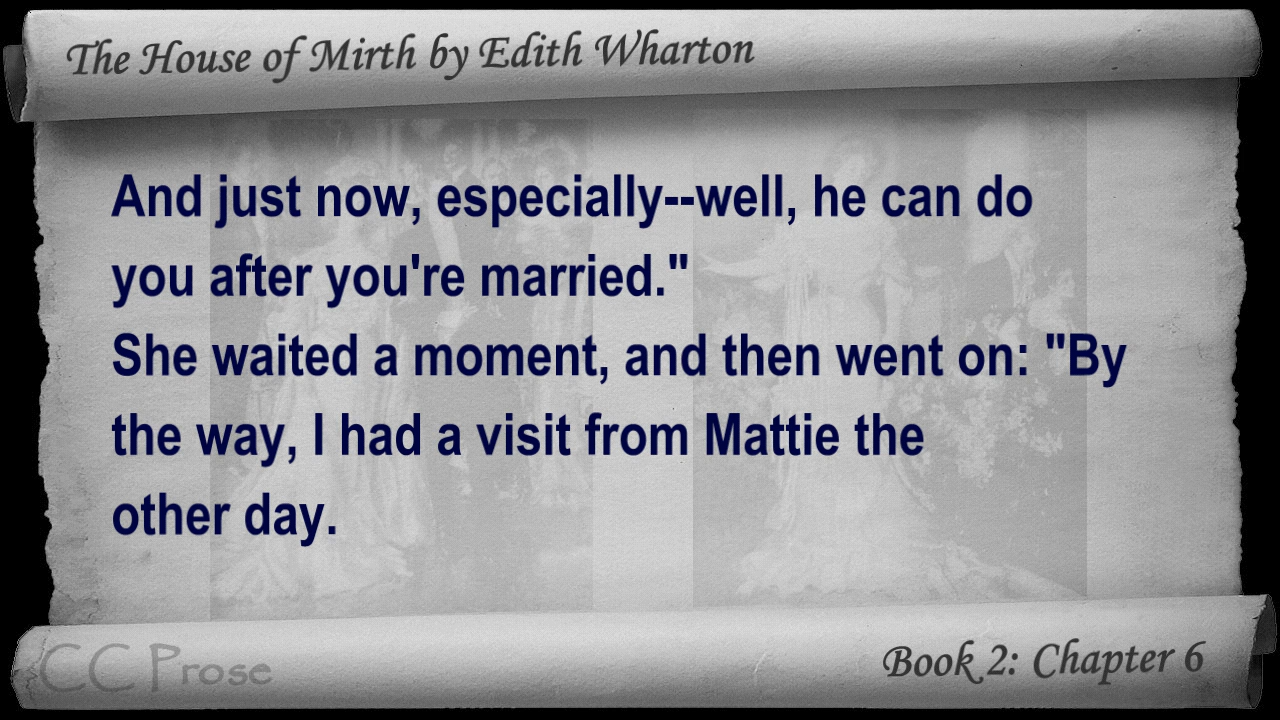 The House of Mirth by Edith Wharton
And just now, especially--well, he can do
you after you're married."
She waited a moment, and then went on: "By
the way, I had a visit from Mattie the
other day.
CC Prose
Book 2: Chapter 6